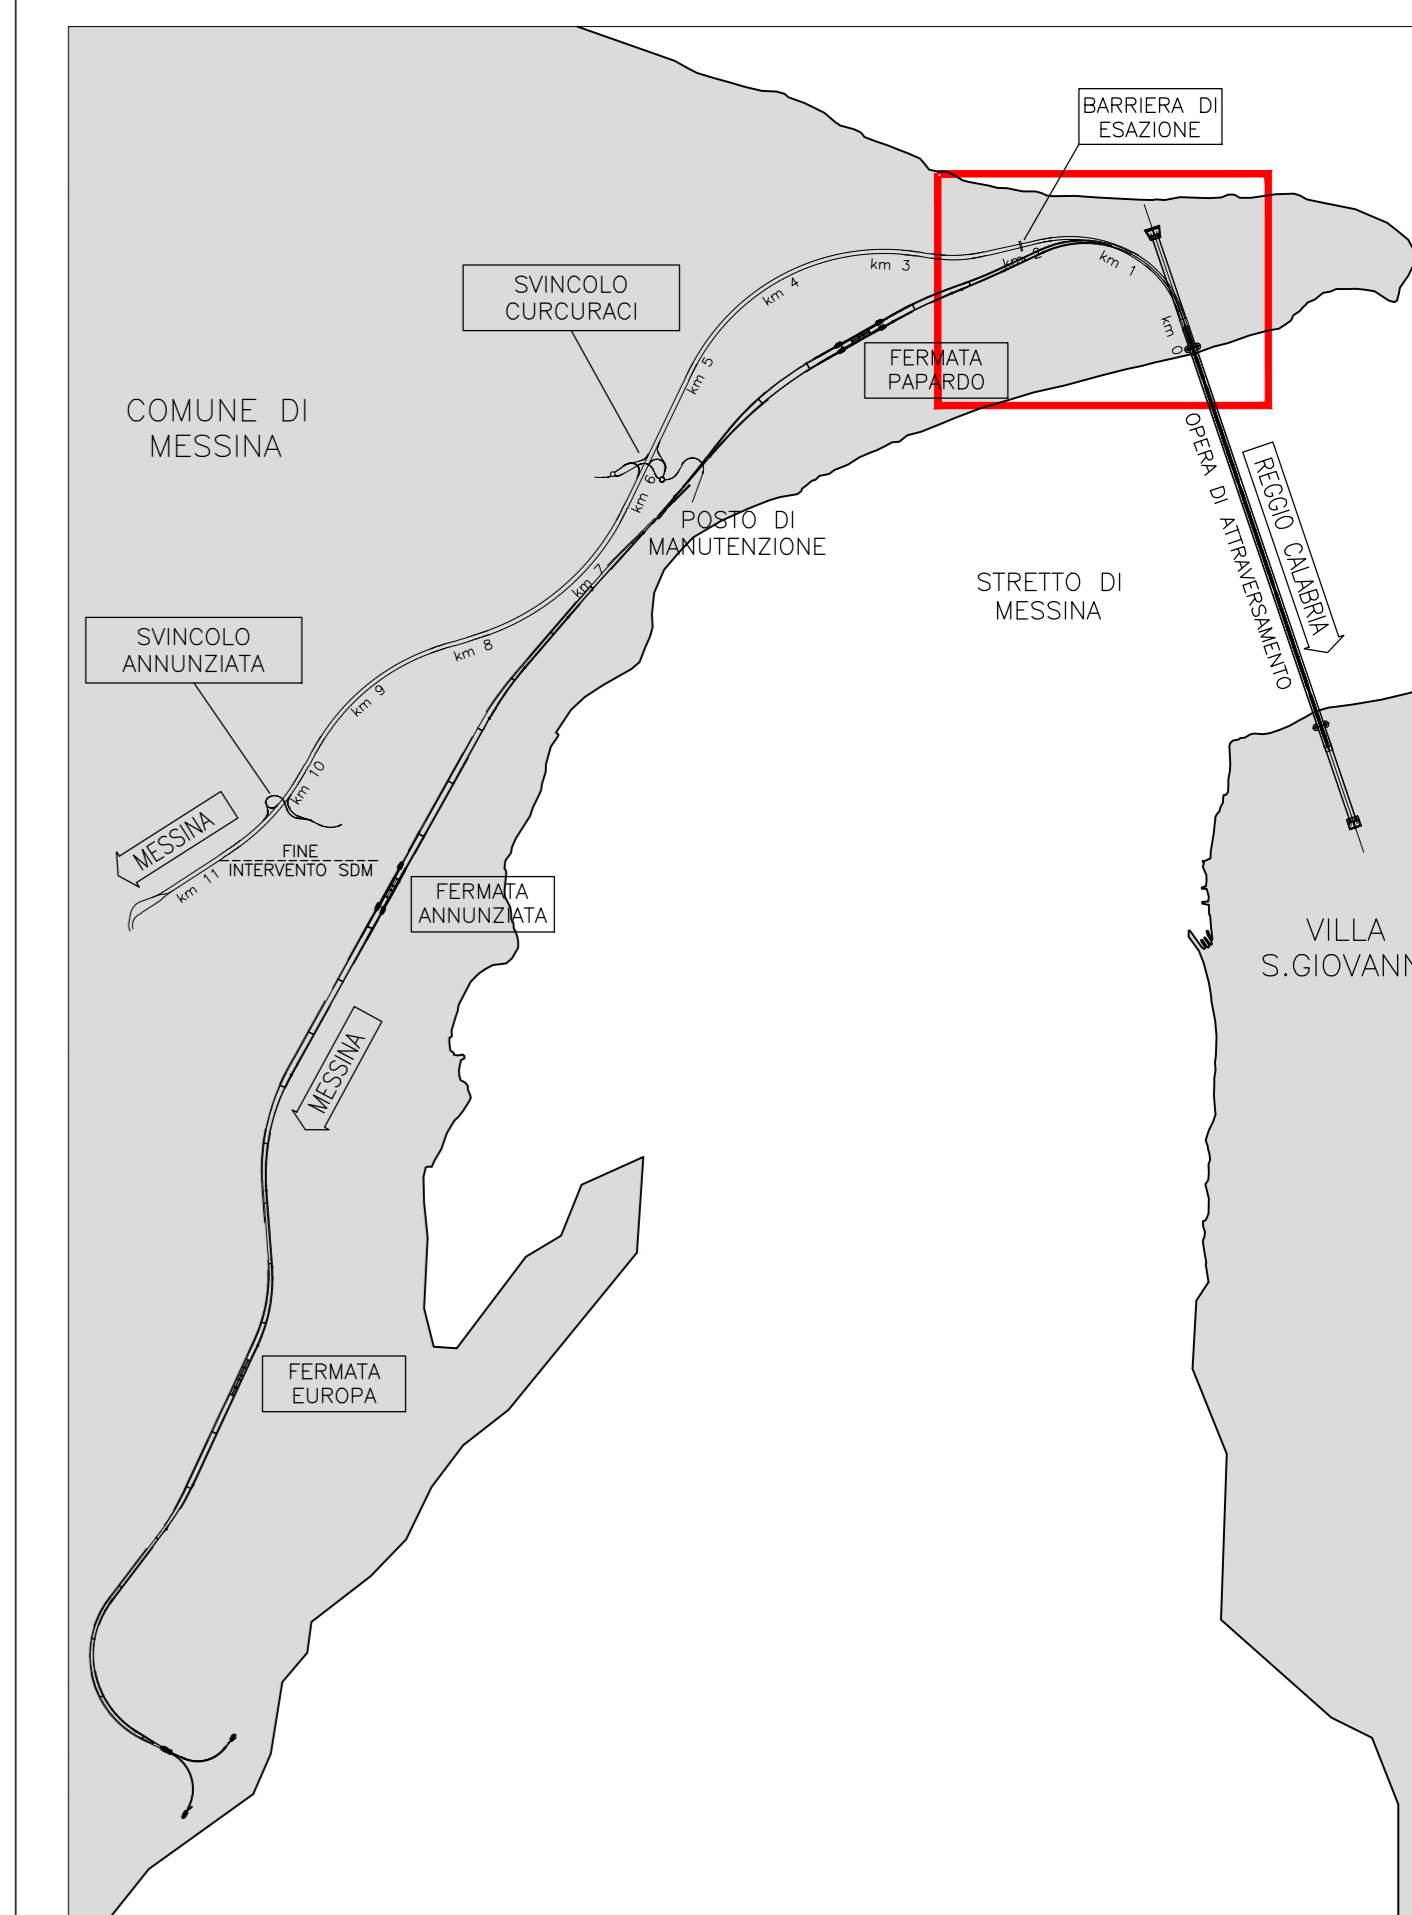 BARRIERA DI
ESAZIONE
SVINCOLO
CURCURACI
km 0
km 1
km 2
km 3
km 4
km 5
FERMATA
PAPARDO
COMUNE DI
MESSINA
OPERA DI ATTRAVERSAMENTO
REGGIO CALABRIA
km 6
POSTO DI
MANUTENZIONE
STRETTO DI
MESSINA
km 7
SVINCOLO
ANNUNZIATA
km 8
km 9
km 10
MESSINA
FINE
INTERVENTO SDM
km 11
FERMATA
ANNUNZIATA
VILLA
S.GIOVANN
MESSINA
FERMATA
EUROPA